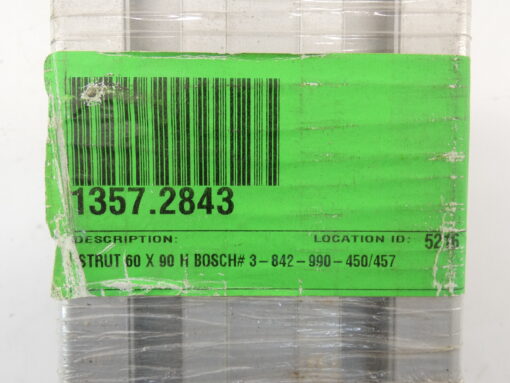 1357.2843
DESCRIPTION: LOCATION ID: 5216
STRUT 60 X 90 H BOSCH# 3-842-990-450/457